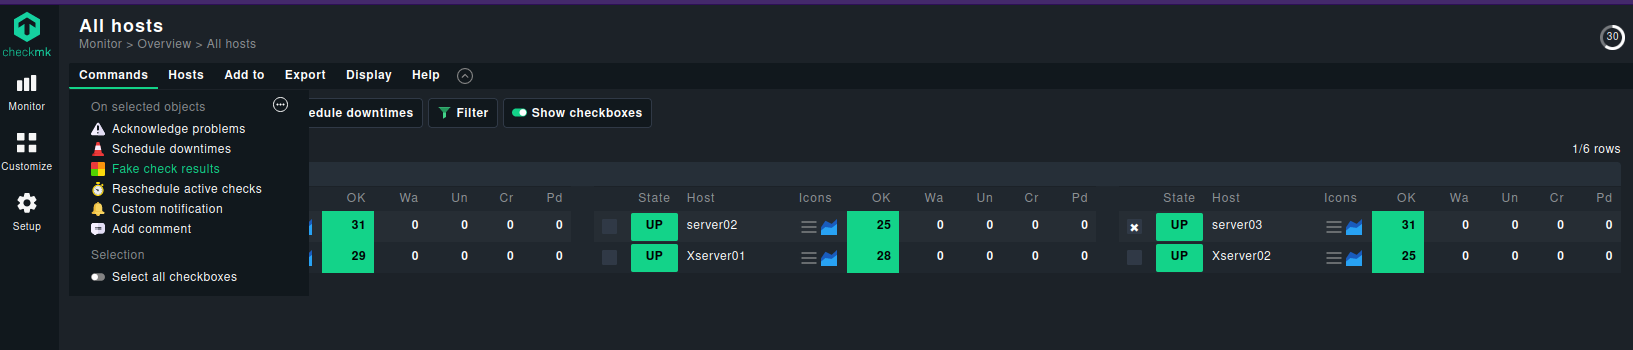 All hosts
Monitor > Overview > All hosts
30
checkmk
Monitor
Customize
Setup
Commands Hosts Add to Export Display Help
On selected objects
Acknowledge problems
Schedule downtimes
Fake check results
Reschedule active checks
Custom notification
Add comment
Selection
Select all checkboxes
edule downtimes Filter Show checkboxes
1/6 rows
OK Wa Un Cr Pd State Host Icons OK Wa Un Cr Pd State Host Icons OK Wa Un Cr Pd
31 0 0 0 0 UP server02 25 0 0 0 0 UP server03 31 0 0 0 0
29 0 0 0 0 UP Xserver01 28 0 0 0 0 UP Xserver02 25 0 0 0 0